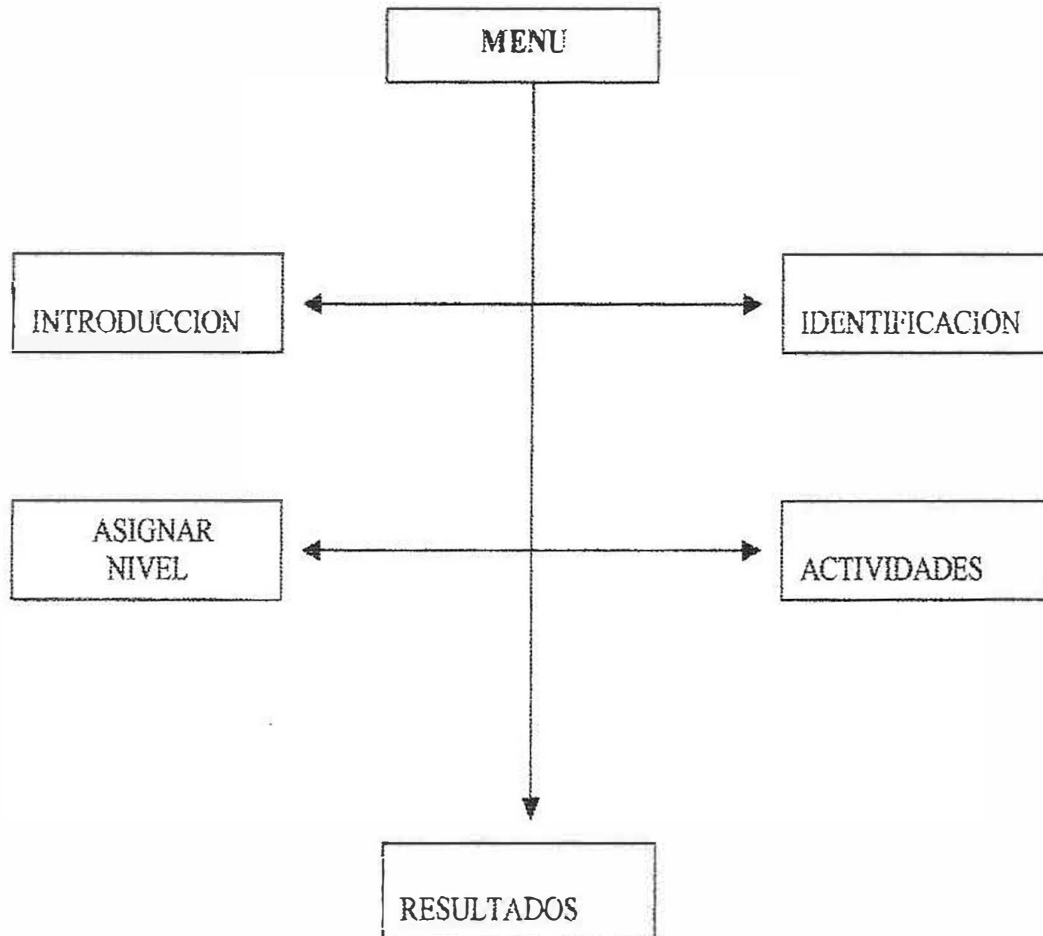 MENU
INTRODUCCION
IDENTIFICACION
ASIGNAR
NIVEL
ACTIVIDADES
RESULTADOS